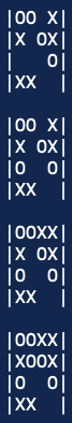 |OO X|
|X OX|
|   O|
|XX  |

|OO X|
|X OX|
|O  O|
|XX  |

|OOXX|
|X OX|
|O  O|
|XX  |

|OOXX|
|XOOX|
|O  O|
|XX  |